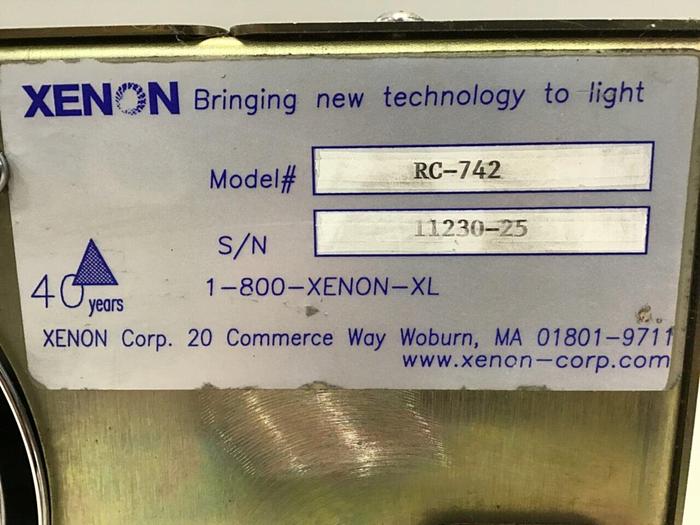 XENON Bringing new technology to light
Model# RC-742
S/N 11230-25
40 years
1-800-XENON-XL
XENON Corp. 20 Commerce Way Woburn, MA 01801-9711
www.xenon-corp.com